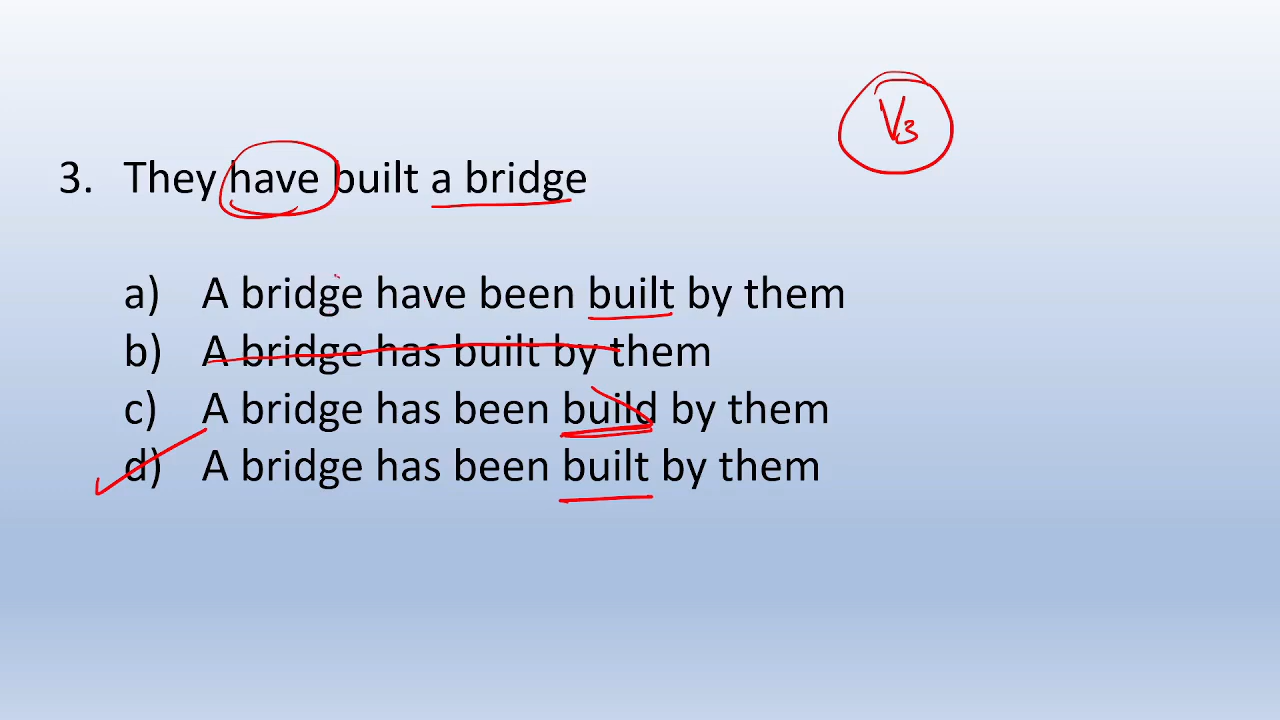 V3
3. They have built a bridge
a) A bridge have been built by them
b) A bridge has built by them
c) A bridge has been build by them
d) A bridge has been built by them